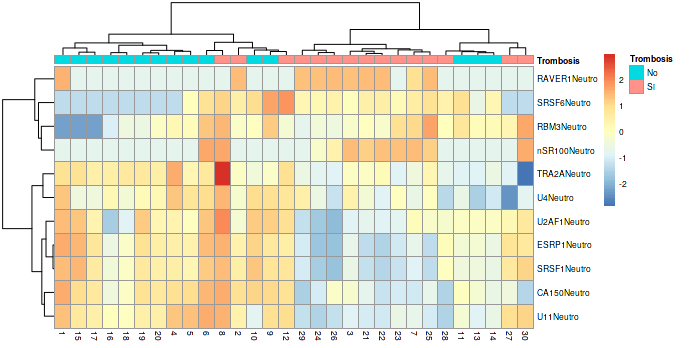 Trombosis
Trombosis
No
SI
RAVER1Neutro
SRSF6Neutro
RBM3Neutro
nSR100Neutro
TRA2ANeutro
U4Neutro
U2AF1Neutro
ESRP1Neutro
SRSF1Neutro
CA150Neutro
U11Neutro
2
1
0
-1
-2
1 15 17 16 18 19 20 4 5 6 8 2 10 9 12 29 24 26 3 21 22 23 7 25 28 11 13 14 27 30